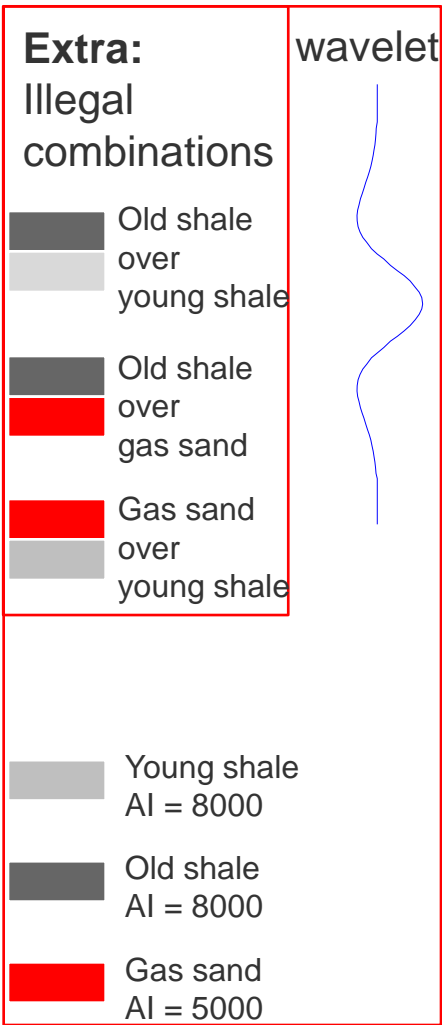 Extra:
Illegal
combinations
wavelet
Old shale
over
young shale
Old shale
over
gas sand
Gas sand
over
young shale
Young shale
AI = 8000
Old shale
AI = 8000
Gas sand
AI = 5000